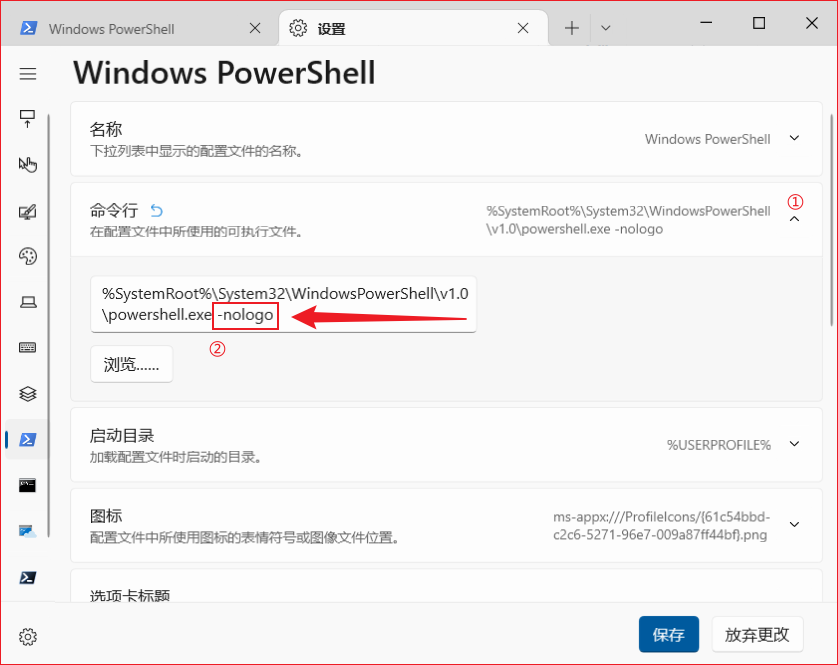 Windows PowerShell
设置
Windows PowerShell
名称
下拉列表中显示的配置文件的名称。
Windows PowerShell
命令行
在配置文件中所使用的可执行文件。
%SystemRoot%\System32\WindowsPowerShell
\v1.0\powershell.exe -nologo
①
%SystemRoot%\System32\WindowsPowerShell\v1.0
\powershell.exe -nologo
②
浏览......
启动目录
加载配置文件时启动的目录。
%USERPROFILE%
图标
配置文件中所使用图标的表情符号或图像文件位置。
ms-appx:///ProfileIcons/{61c54bbd-
c2c6-5271-96e7-009a87ff44bf}.png
选项卡标题
保存
放弃更改